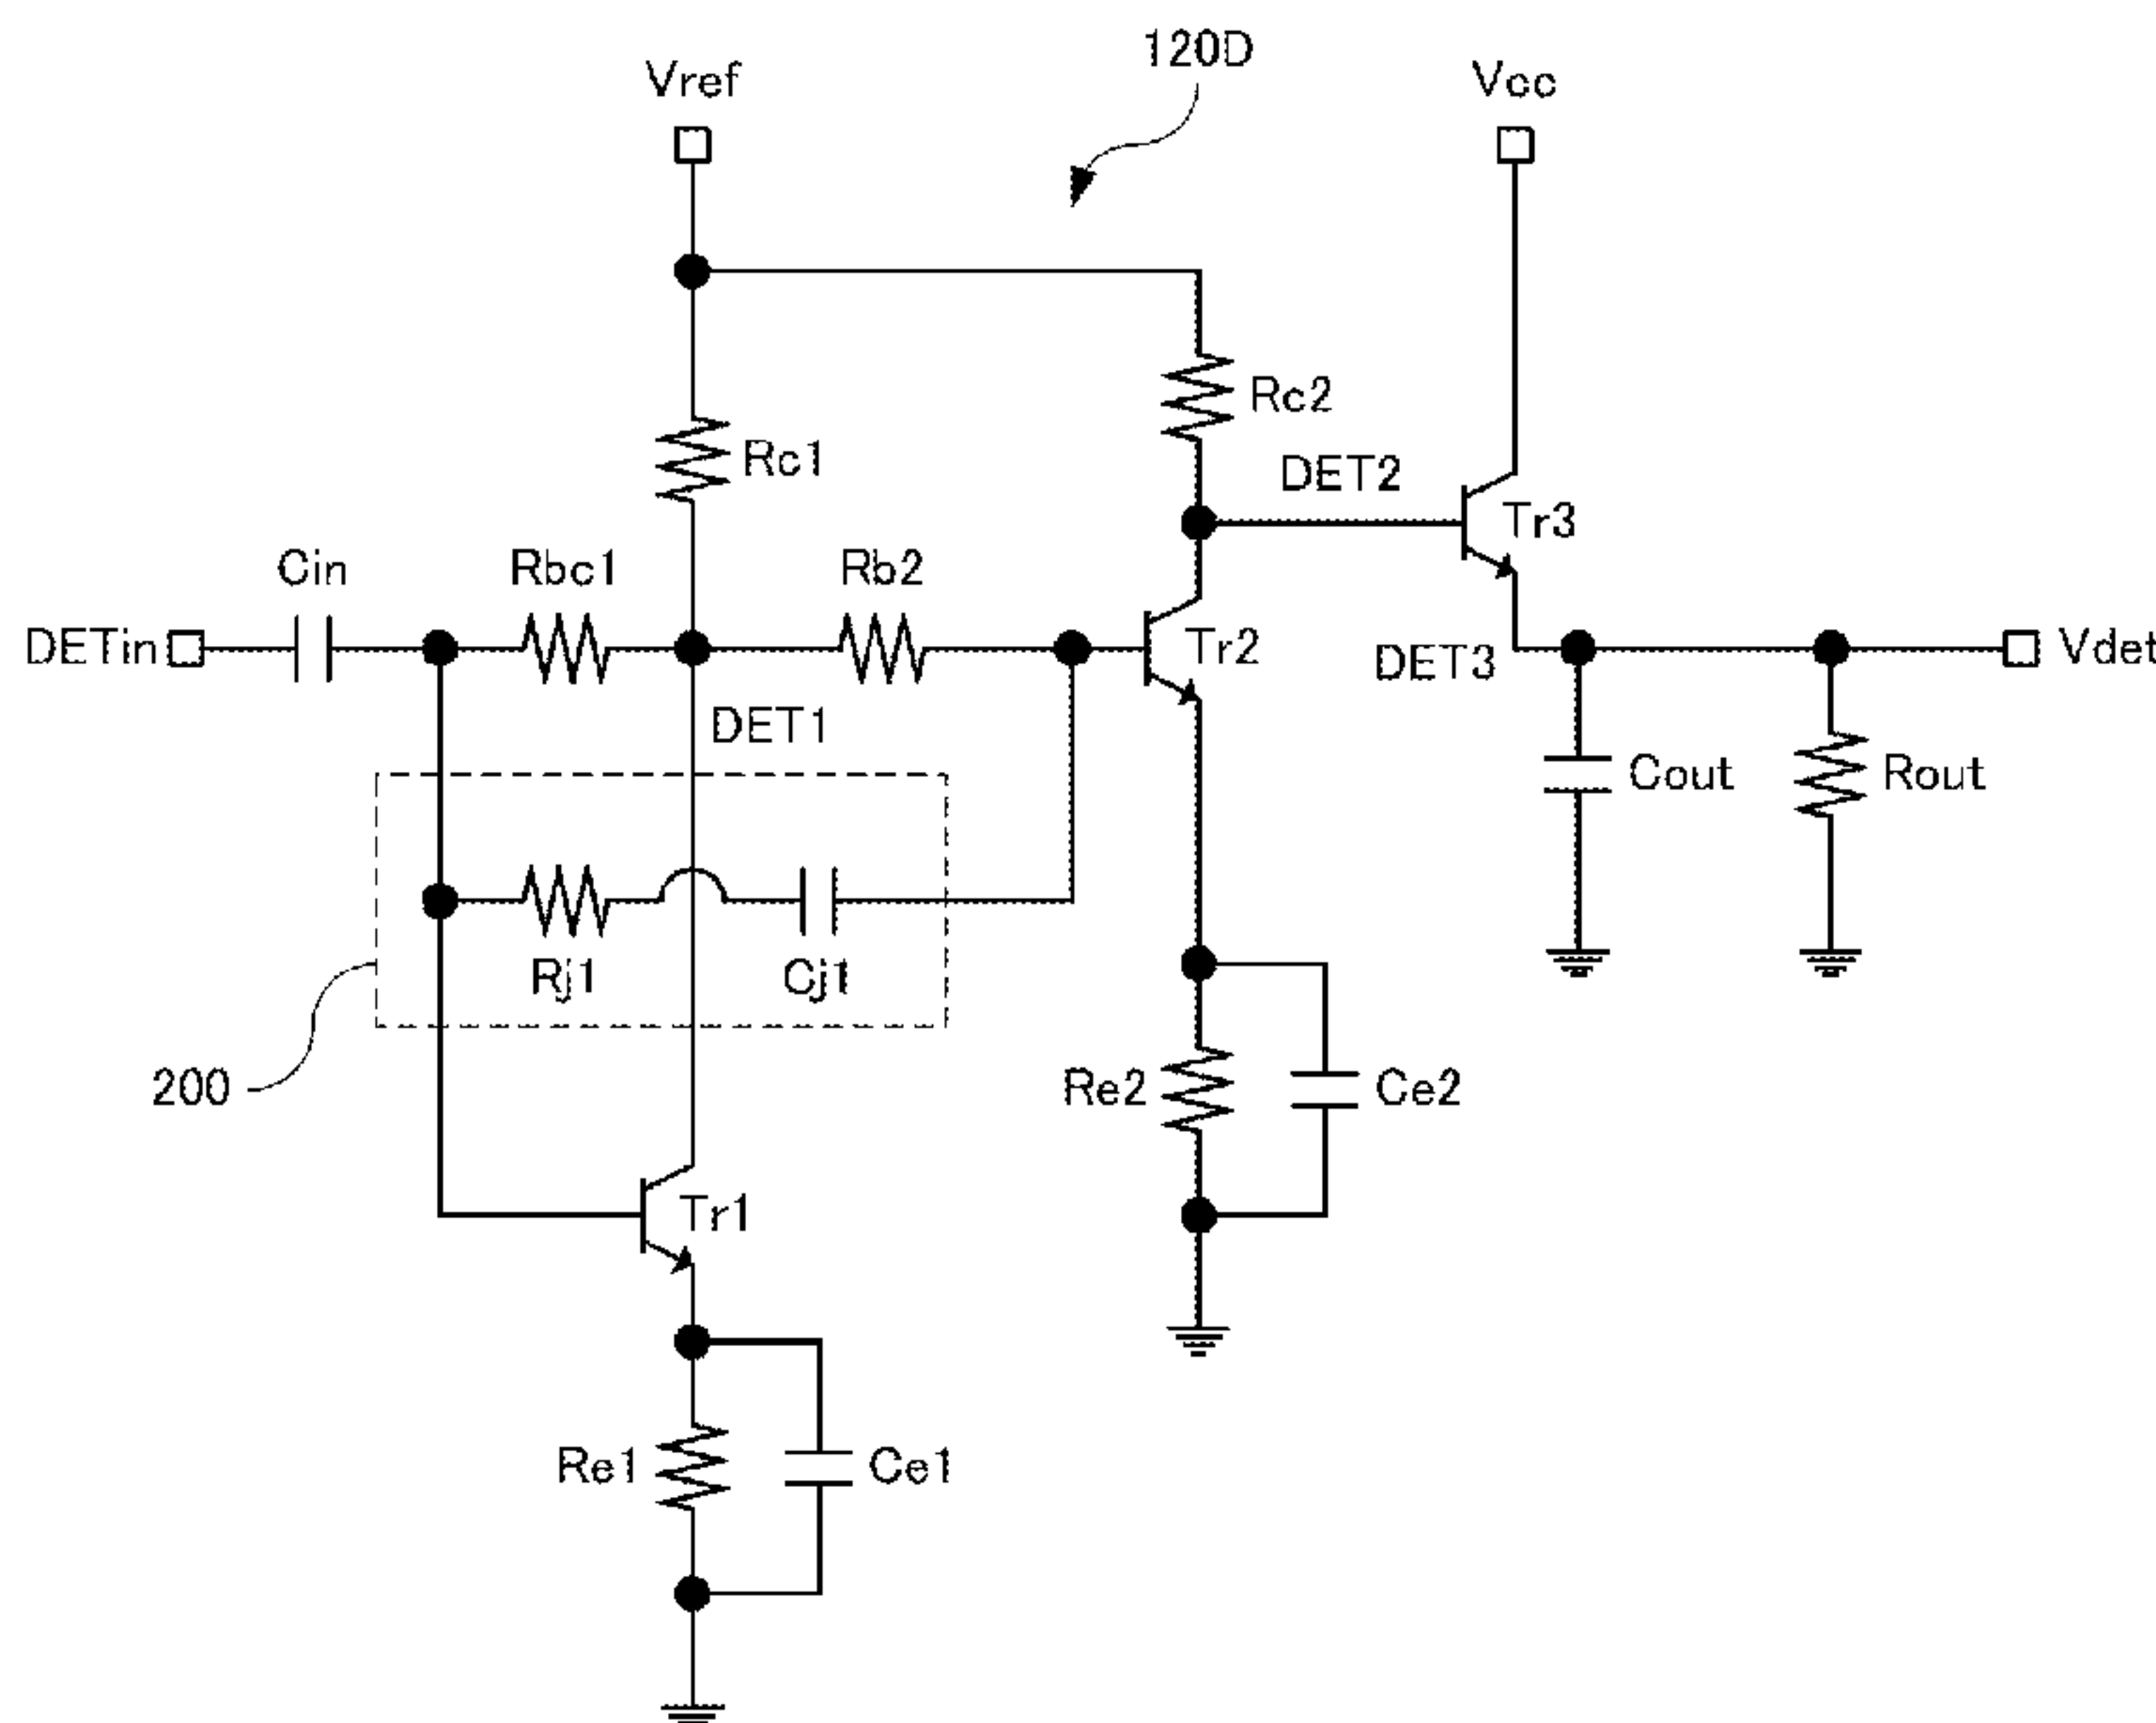 120D
Vref
Vcc
Rc2
Rc1
DET2
Tr3
Cin
Rbc1
Rb2
DETin
Tr2
DET3
Vdet
DET1
Cout
Rout
Rj1
Cj1
200
Re2
Ce2
Tr1
Re1
Ce1